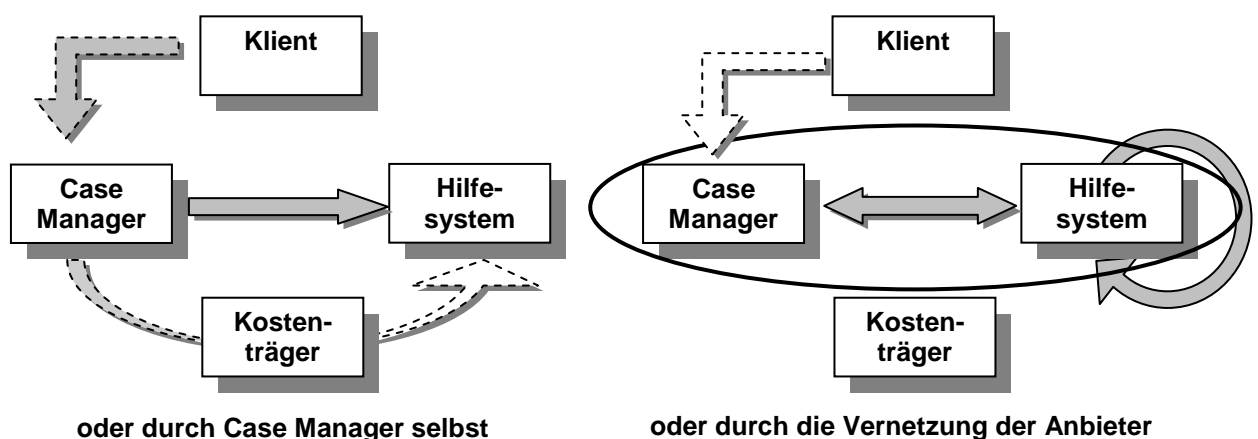 Klient
Case
Manager
Hilfe-
system
Kosten-
träger
oder durch Case Manager selbst
Klient
Case
Manager
Hilfe-
system
Kosten-
träger
oder durch die Vernetzung der Anbieter